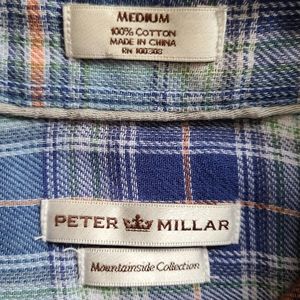 MEDIUM
100% COTTON
MADE IN CHINA
RN 100303
PETER MILLAR
Mountainside Collection